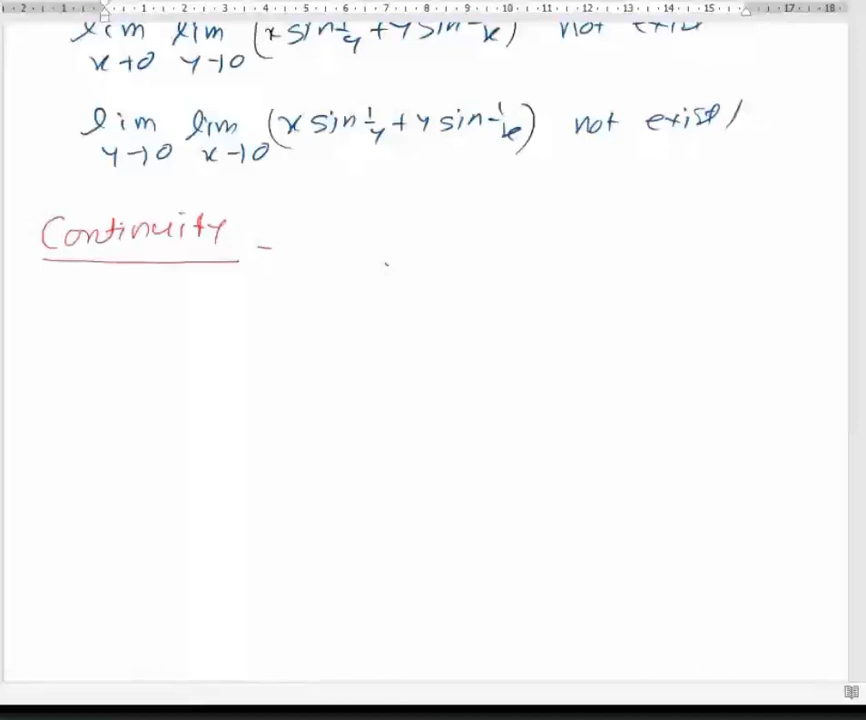 lim lim (x sin 1/y + y sin 1/x) not exist
x→0 y→0
lim lim (x sin 1/y + y sin 1/x) not exist/
y→0 x→0
Continuity -